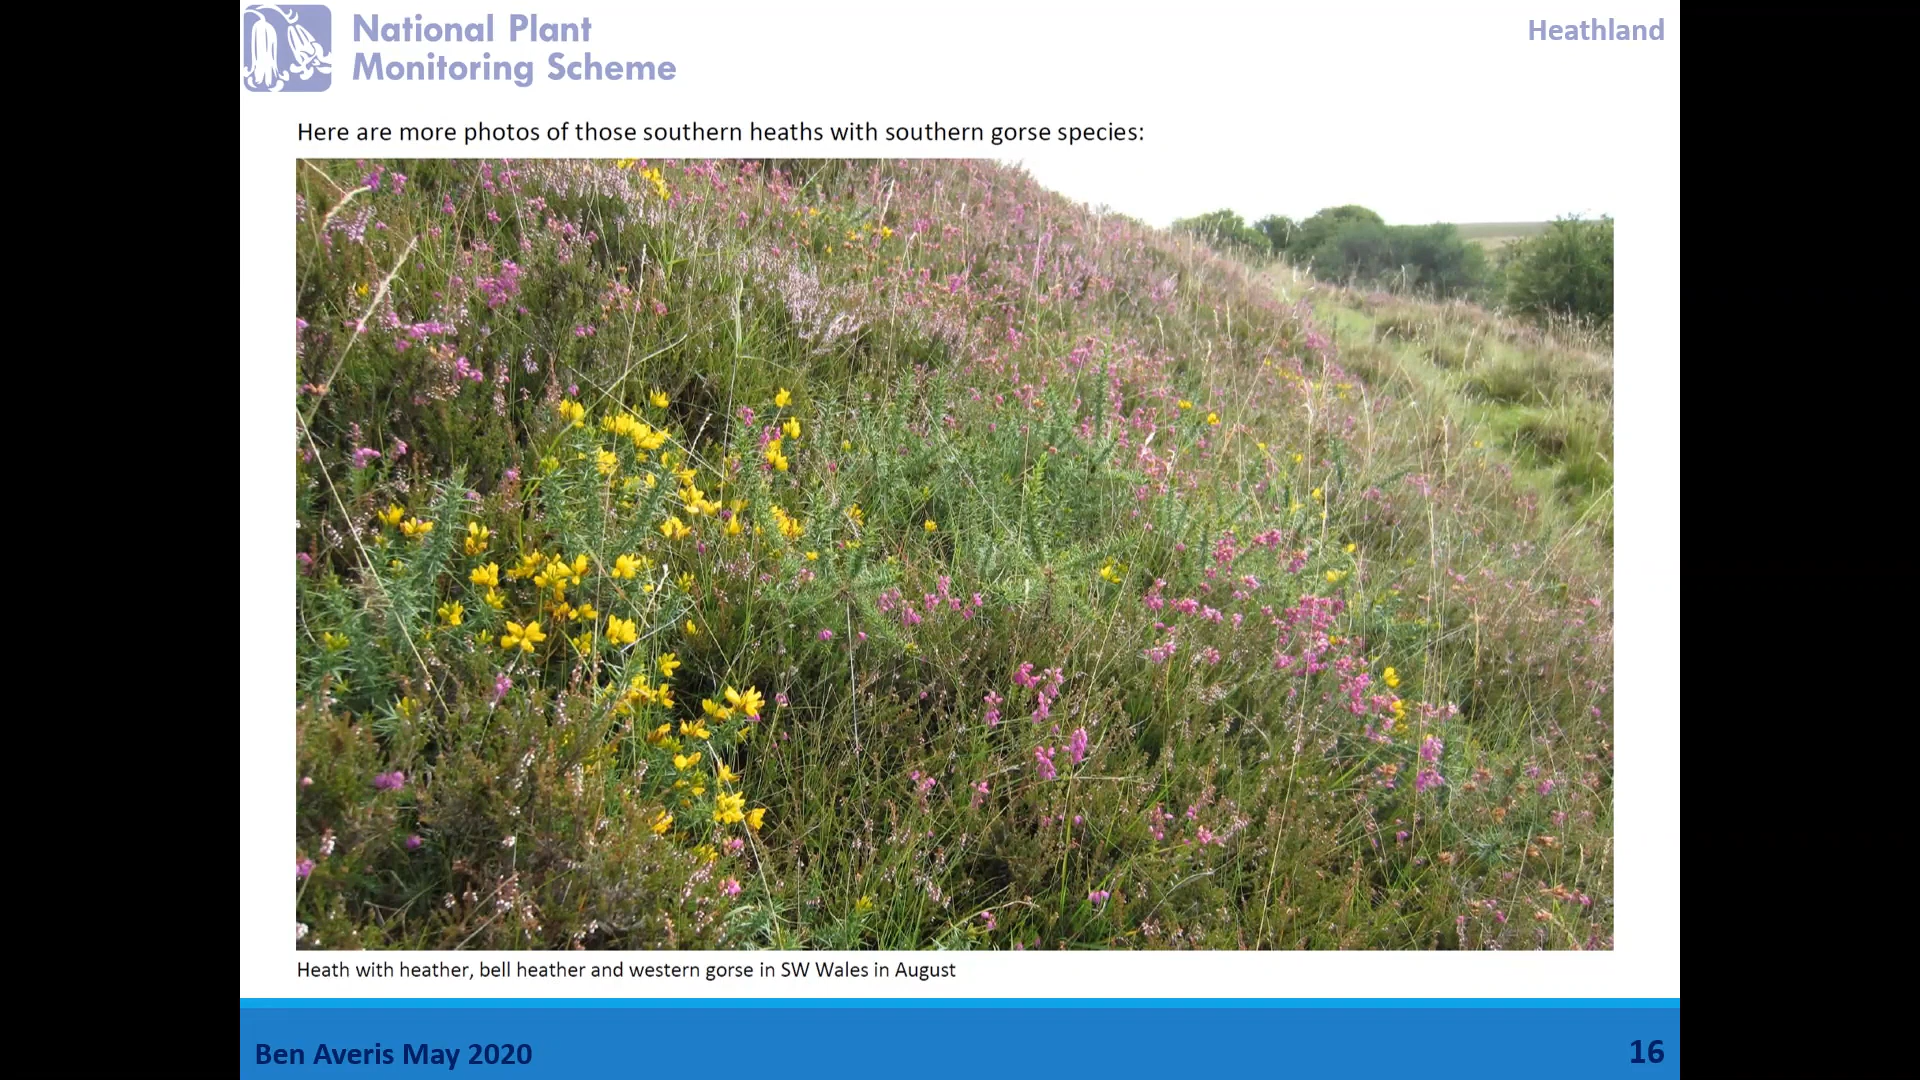 National Plant
Monitoring Scheme
Heathland
Here are more photos of those southern heaths with southern gorse species:
Heath with heather, bell heather and western gorse in SW Wales in August
Ben Averis May 2020
16